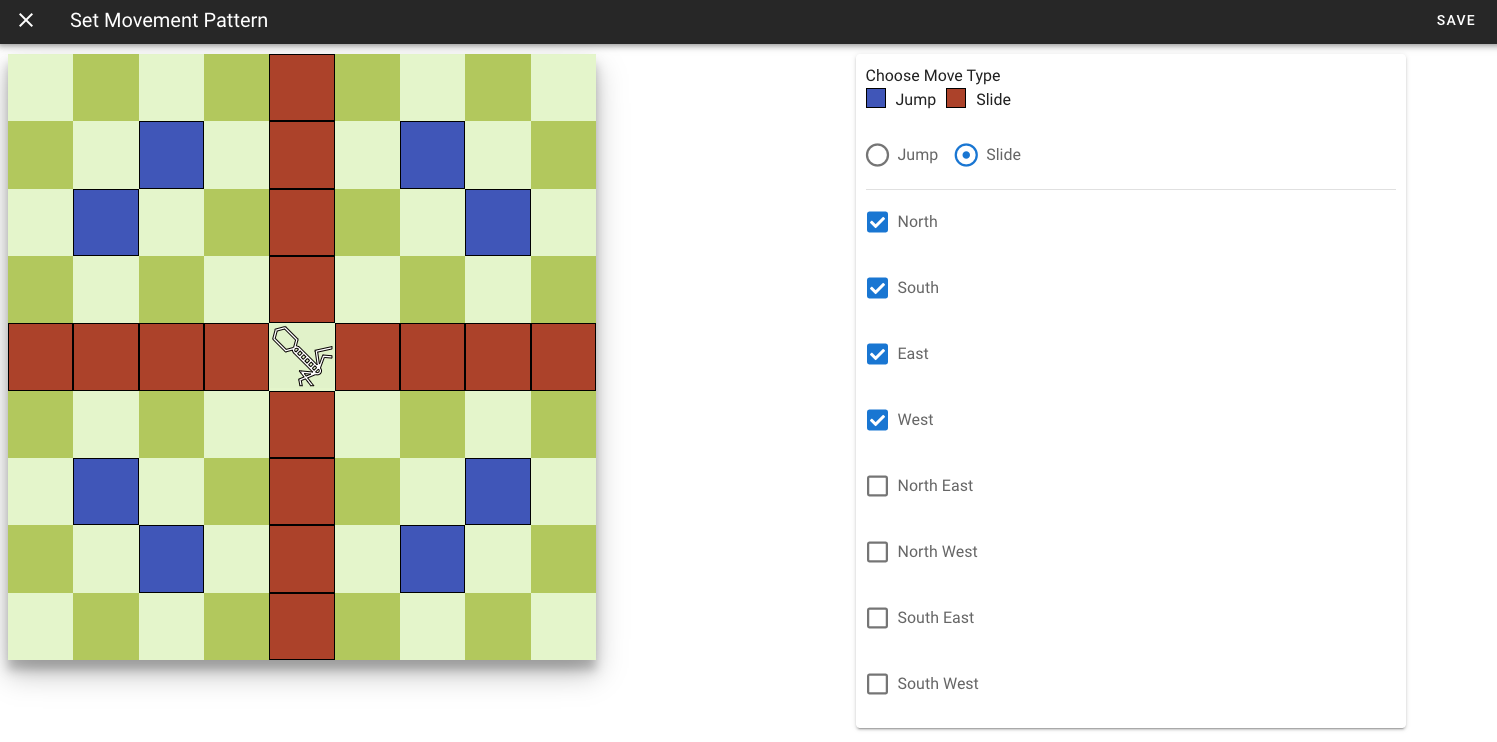 Set Movement Pattern
SAVE
Choose Move Type
Jump Slide
Jump Slide
North
South
East
West
North East
North West
South East
South West